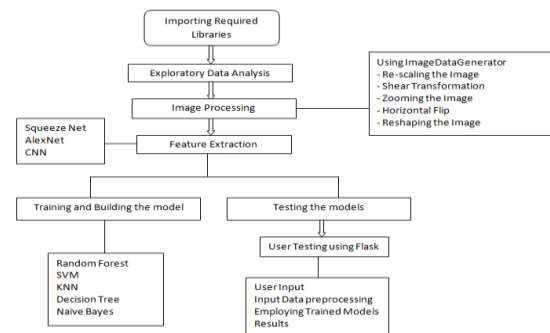 Importing Required
Libraries
Exploratory Data Analysis
Image Processing
Using ImageDataGenerator
- Re-scaling the Image
- Shear Transformation
- Zooming the Image
- Horizontal Flip
- Reshaping the Image
Squeeze Net
AlexNet
CNN
Feature Extraction
Training and Building the model
Testing the models
Random Forest
SVM
KNN
Decision Tree
Naive Bayes
User Testing using Flask
User Input
Input Data preprocessing
Employing Trained Models
Results